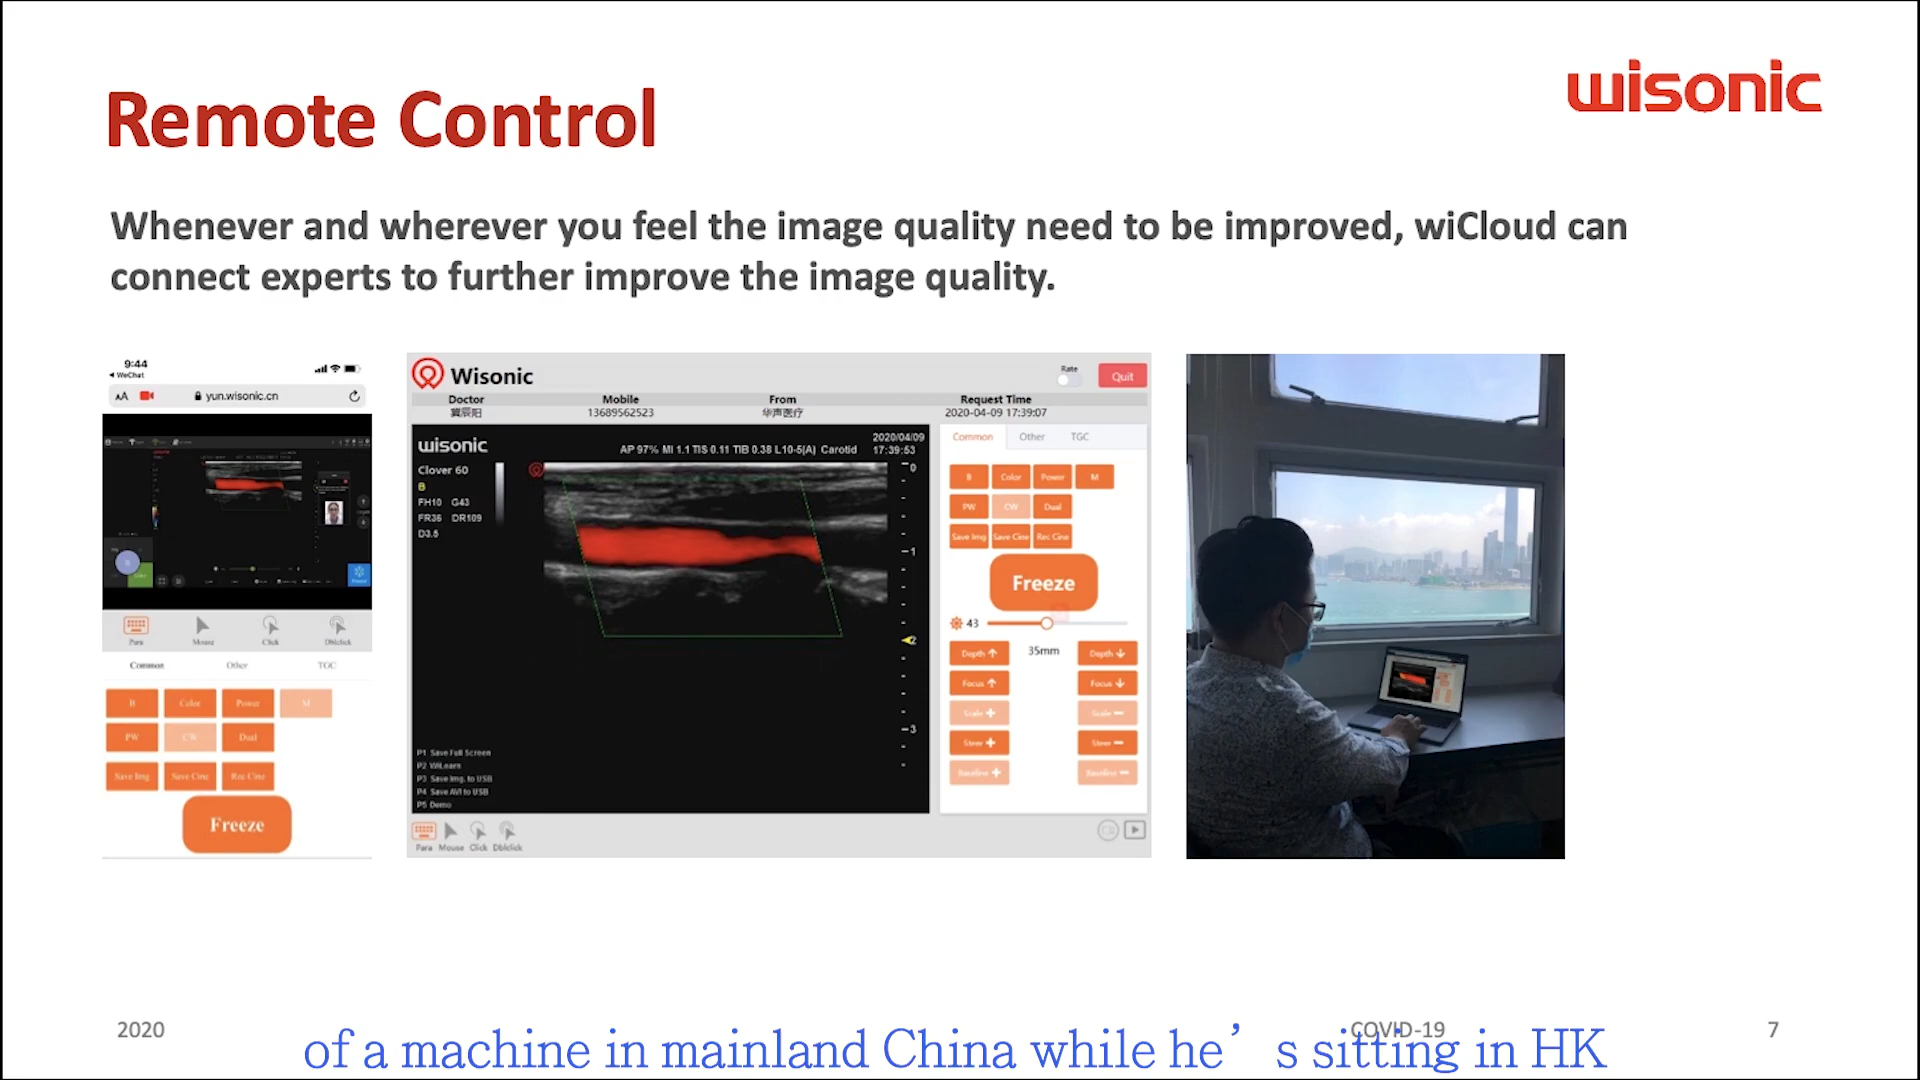 wisonic
Remote Control
Whenever and wherever you feel the image quality need to be improved, wiCloud can
connect experts to further improve the image quality.
9:44
WeChat
AA yun.wisonic.cn
Para Mouse Click Dblclick
Common Other TGC
B Color Power M
PW CW Dual
Save Img Save Cine Rec Cine
Freeze
Wisonic
Rate
Quit
Doctor Mobile From Request Time
冀辰阳 13689562523 华声医疗 2020-04-09 17:39:07
wisonic
AP 97% MI 1.1 TIS 0.11 TIB 0.38 L10-5(A) Carotid
2020/04/09
17:39:53
Clover 60
B
FH10 G43
FR36 DR109
D3.5
0
1
2
3
P1 Save Full Screen
P2 WiLearn
P3 Save Img. to USB
P4 Save AVI to USB
P5 Demo
Common Other TGC
B Color Power M
PW CW Dual
Save Img Save Cine Rec Cine
Freeze
43
Depth 35mm Depth
Focus Focus
Scale Scale
Steer Steer
Baseline Baseline
Para Mouse Click Dblclick
2020
COVID-19
7
of a machine in mainland China while he’s sitting in HK